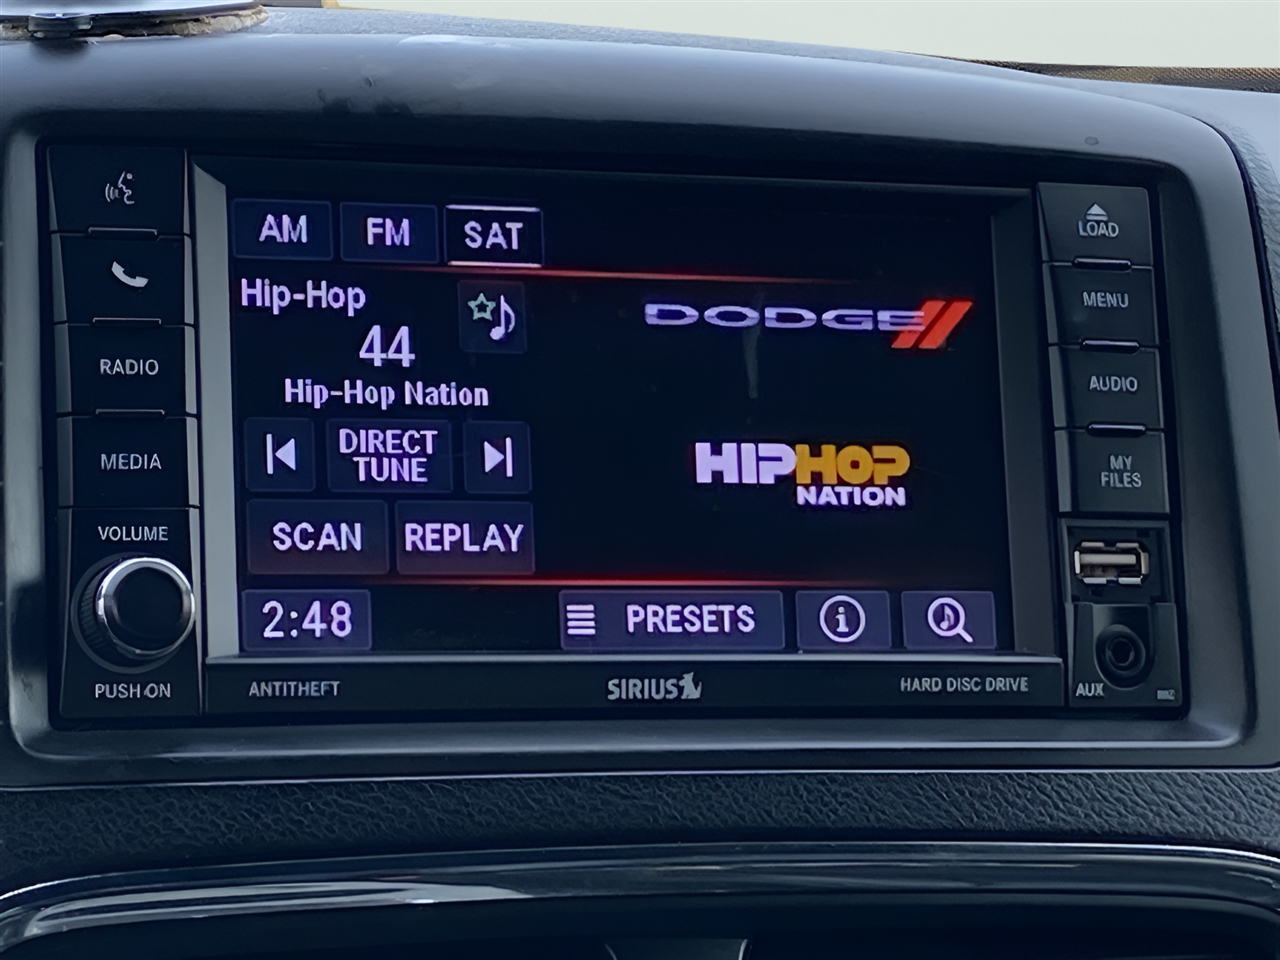 AM FM SAT
Hip-Hop
44
Hip-Hop Nation
DIRECT
TUNE
SCAN REPLAY
2:48 PRESETS
DODGE
HIPHOP
NATION
RADIO
MEDIA
VOLUME
PUSH ON
LOAD
MENU
AUDIO
MY
FILES
AUX
ANTITHEFT SIRIUS HARD DISC DRIVE